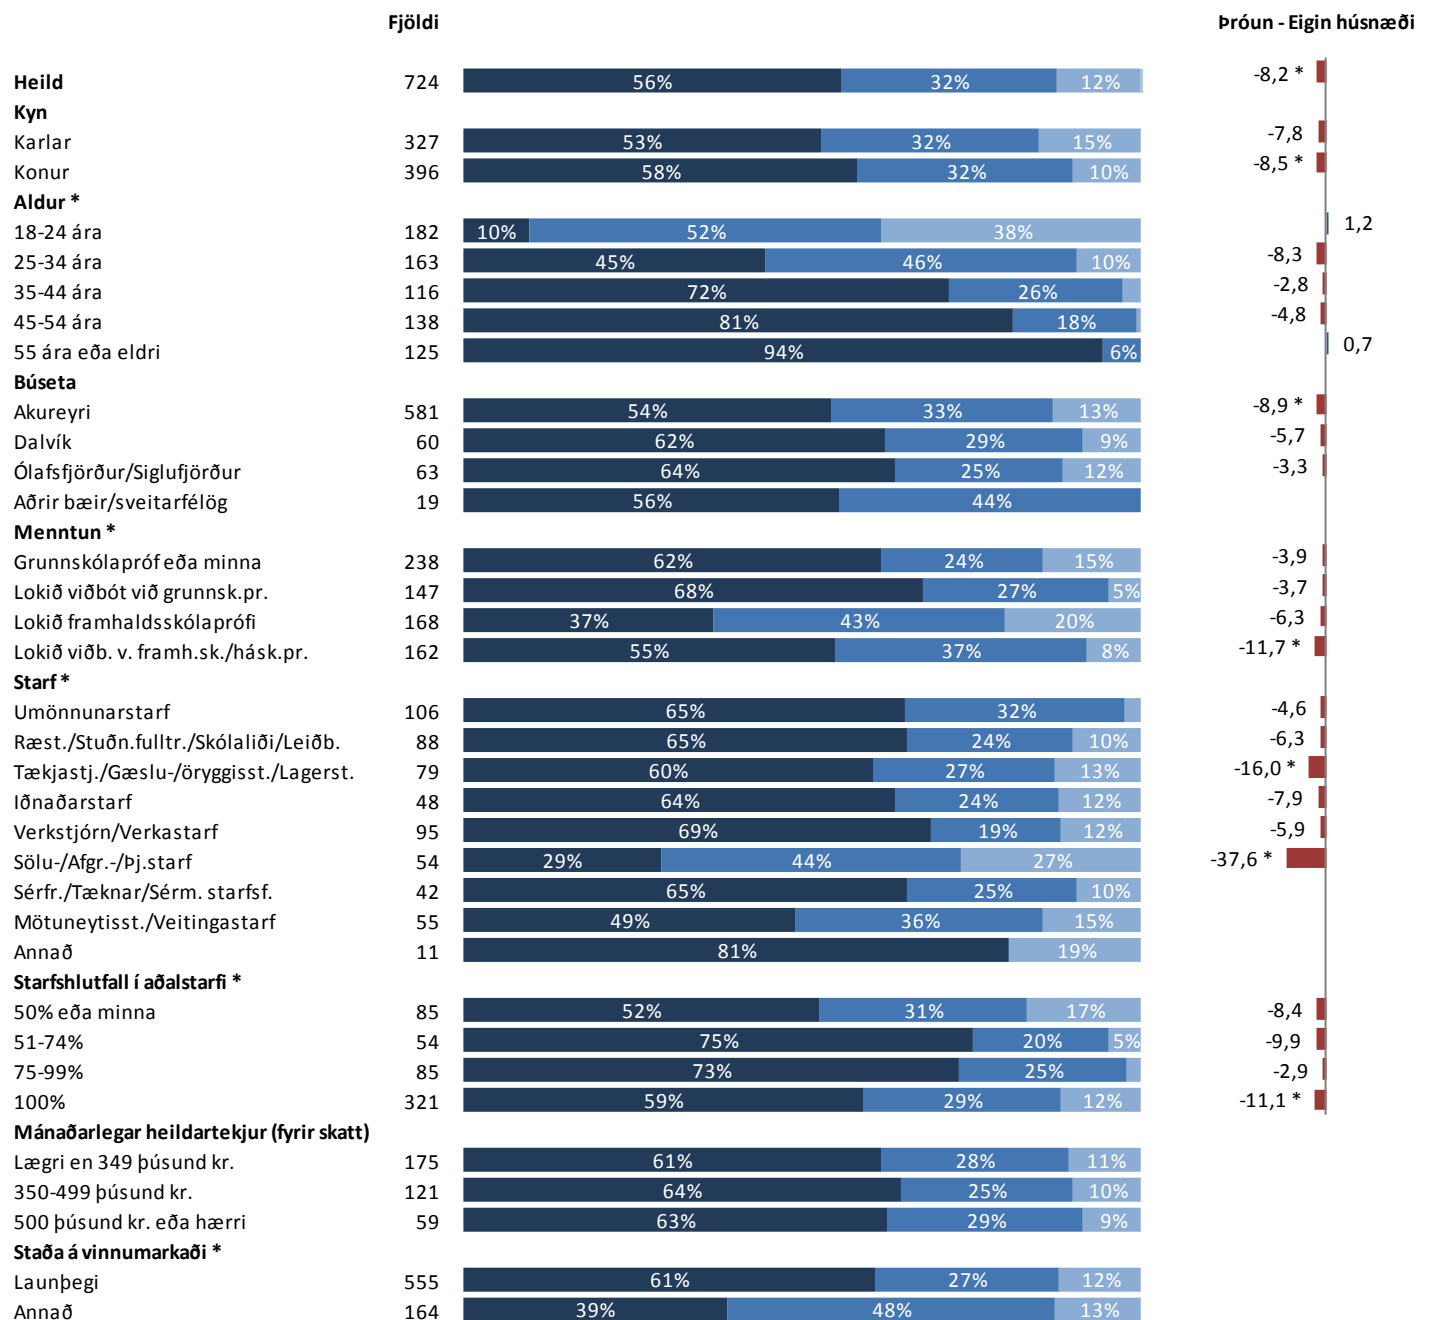 Fjöldi Þróun - Eigin húsnæði
Heild 724 56% 32% 12% -8,2 *
Kyn
Karlar 327 53% 32% 15% -7,8
Konur 396 58% 32% 10% -8,5 *
Aldur *
18-24 ára 182 10% 52% 38% 1,2
25-34 ára 163 45% 46% 10% -8,3
35-44 ára 116 72% 26% -2,8
45-54 ára 138 81% 18% -4,8
55 ára eða eldri 125 94% 6% 0,7
Búseta
Akureyri 581 54% 33% 13% -8,9 *
Dalvík 60 62% 29% 9% -5,7
Ólafsfjörður/Siglufjörður 63 64% 25% 12% -3,3
Aðrir bæir/sveitarfélög 19 56% 44%
Menntun *
Grunnskólapróf eða minna 238 62% 24% 15% -3,9
Lokið viðbót við grunnsk.pr. 147 68% 27% 5% -3,7
Lokið framhaldsskólaprófi 168 37% 43% 20% -6,3
Lokið viðb. v. framh.sk./hásk.pr. 162 55% 37% 8% -11,7 *
Starf *
Umönnunarstarf 106 65% 32% -4,6
Ræst./Stuðn.fulltr./Skólaliði/Leiðb. 88 65% 24% 10% -6,3
Tækjastj./Gæslu-/öryggisst./Lagerst. 79 60% 27% 13% -16,0 *
Iðnaðarstarf 48 64% 24% 12% -7,9
Verkstjórn/Verkastarf 95 69% 19% 12% -5,9
Sölu-/Afgr.-/Þj.starf 54 29% 44% 27% -37,6 *
Sérfr./Tæknar/Sérm. starfsf. 42 65% 25% 10%
Mötuneytisst./Veitingastarf 55 49% 36% 15%
Annað 11 81% 19%
Starfshlutfall í aðalstarfi *
50% eða minna 85 52% 31% 17% -8,4
51-74% 54 75% 20% 5% -9,9
75-99% 85 73% 25% -2,9
100% 321 59% 29% 12% -11,1 *
Mánaðarlegar heildartekjur (fyrir skatt)
Lægri en 349 þúsund kr. 175 61% 28% 11%
350-499 þúsund kr. 121 64% 25% 10%
500 þúsund kr. eða hærri 59 63% 29% 9%
Staða á vinnumarkaði *
Launþegi 555 61% 27% 12%
Annað 164 39% 48% 13%